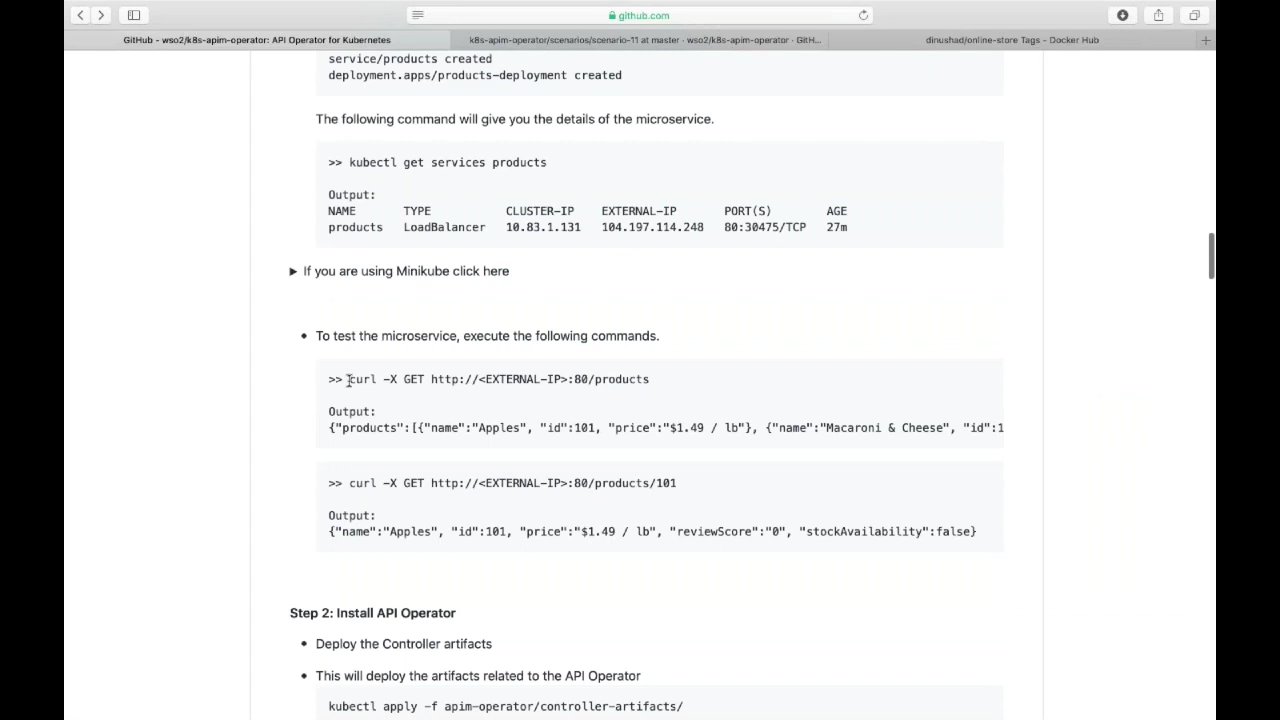 github.com
GitHub - wso2/k8s-apim-operator: API Operator for Kubernetes
k8s-apim-operator/scenarios/scenario-11 at master · wso2/k8s-apim-operator · GitH...
dinushad/online-store Tags - Docker Hub
service/products created
deployment.apps/products-deployment created
The following command will give you the details of the microservice.
>> kubectl get services products
Output:
NAME TYPE CLUSTER-IP EXTERNAL-IP PORT(S) AGE
products LoadBalancer 10.83.1.131 104.197.114.248 80:30475/TCP 27m
If you are using Minikube click here
To test the microservice, execute the following commands.
>> curl -X GET http://<EXTERNAL-IP>:80/products
Output:
{"products":[{"name":"Apples", "id":101, "price":"$1.49 / lb"}, {"name":"Macaroni & Cheese", "id":1
>> curl -X GET http://<EXTERNAL-IP>:80/products/101
Output:
{"name":"Apples", "id":101, "price":"$1.49 / lb", "reviewScore":"0", "stockAvailability":false}
Step 2: Install API Operator
Deploy the Controller artifacts
This will deploy the artifacts related to the API Operator
kubectl apply -f apim-operator/controller-artifacts/